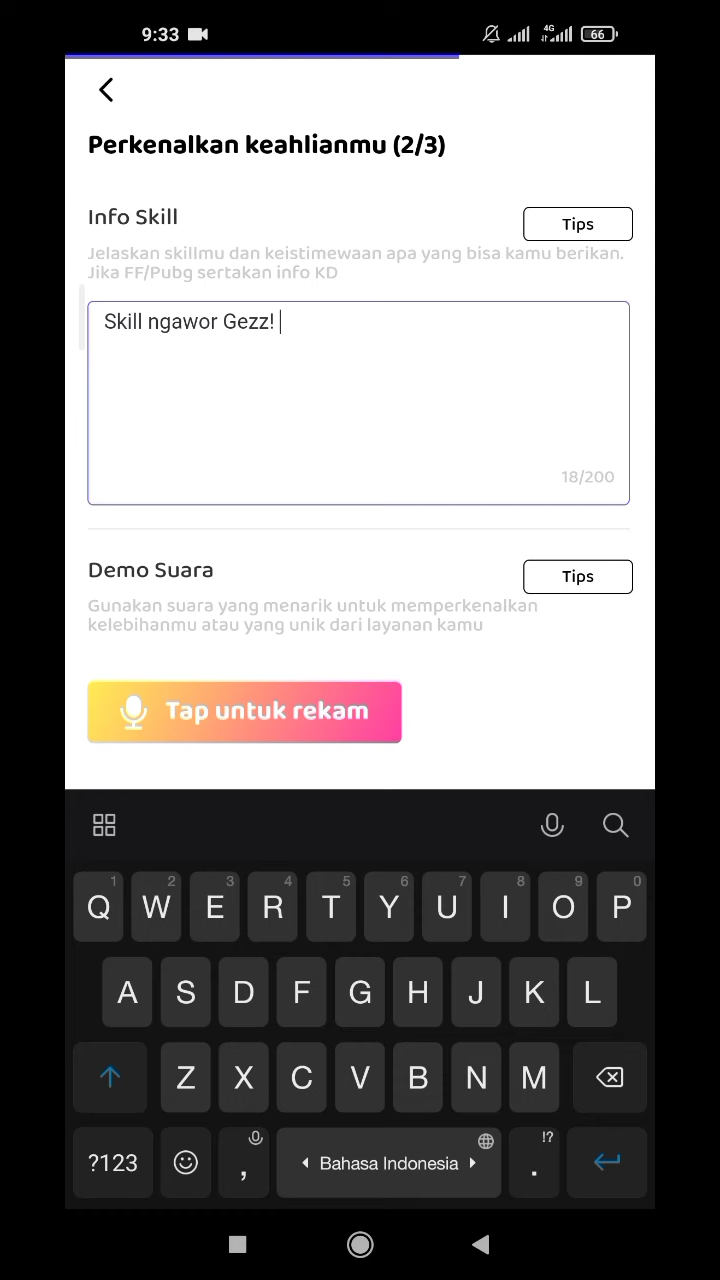 9:33
4G
66
Perkenalkan keahlianmu (2/3)
Info Skill
Tips
Jelaskan skillmu dan keistimewaan apa yang bisa kamu berikan.
Jika FF/Pubg sertakan info KD
Skill ngawor Gezz!
18/200
Demo Suara
Tips
Gunakan suara yang menarik untuk memperkenalkan
kelebihanmu atau yang unik dari layanan kamu
Tap untuk rekam
1 2 3 4 5 6 7 8 9 0
Q W E R T Y U I O P
A S D F G H J K L
Z X C V B N M
!?
?123 , Bahasa Indonesia .